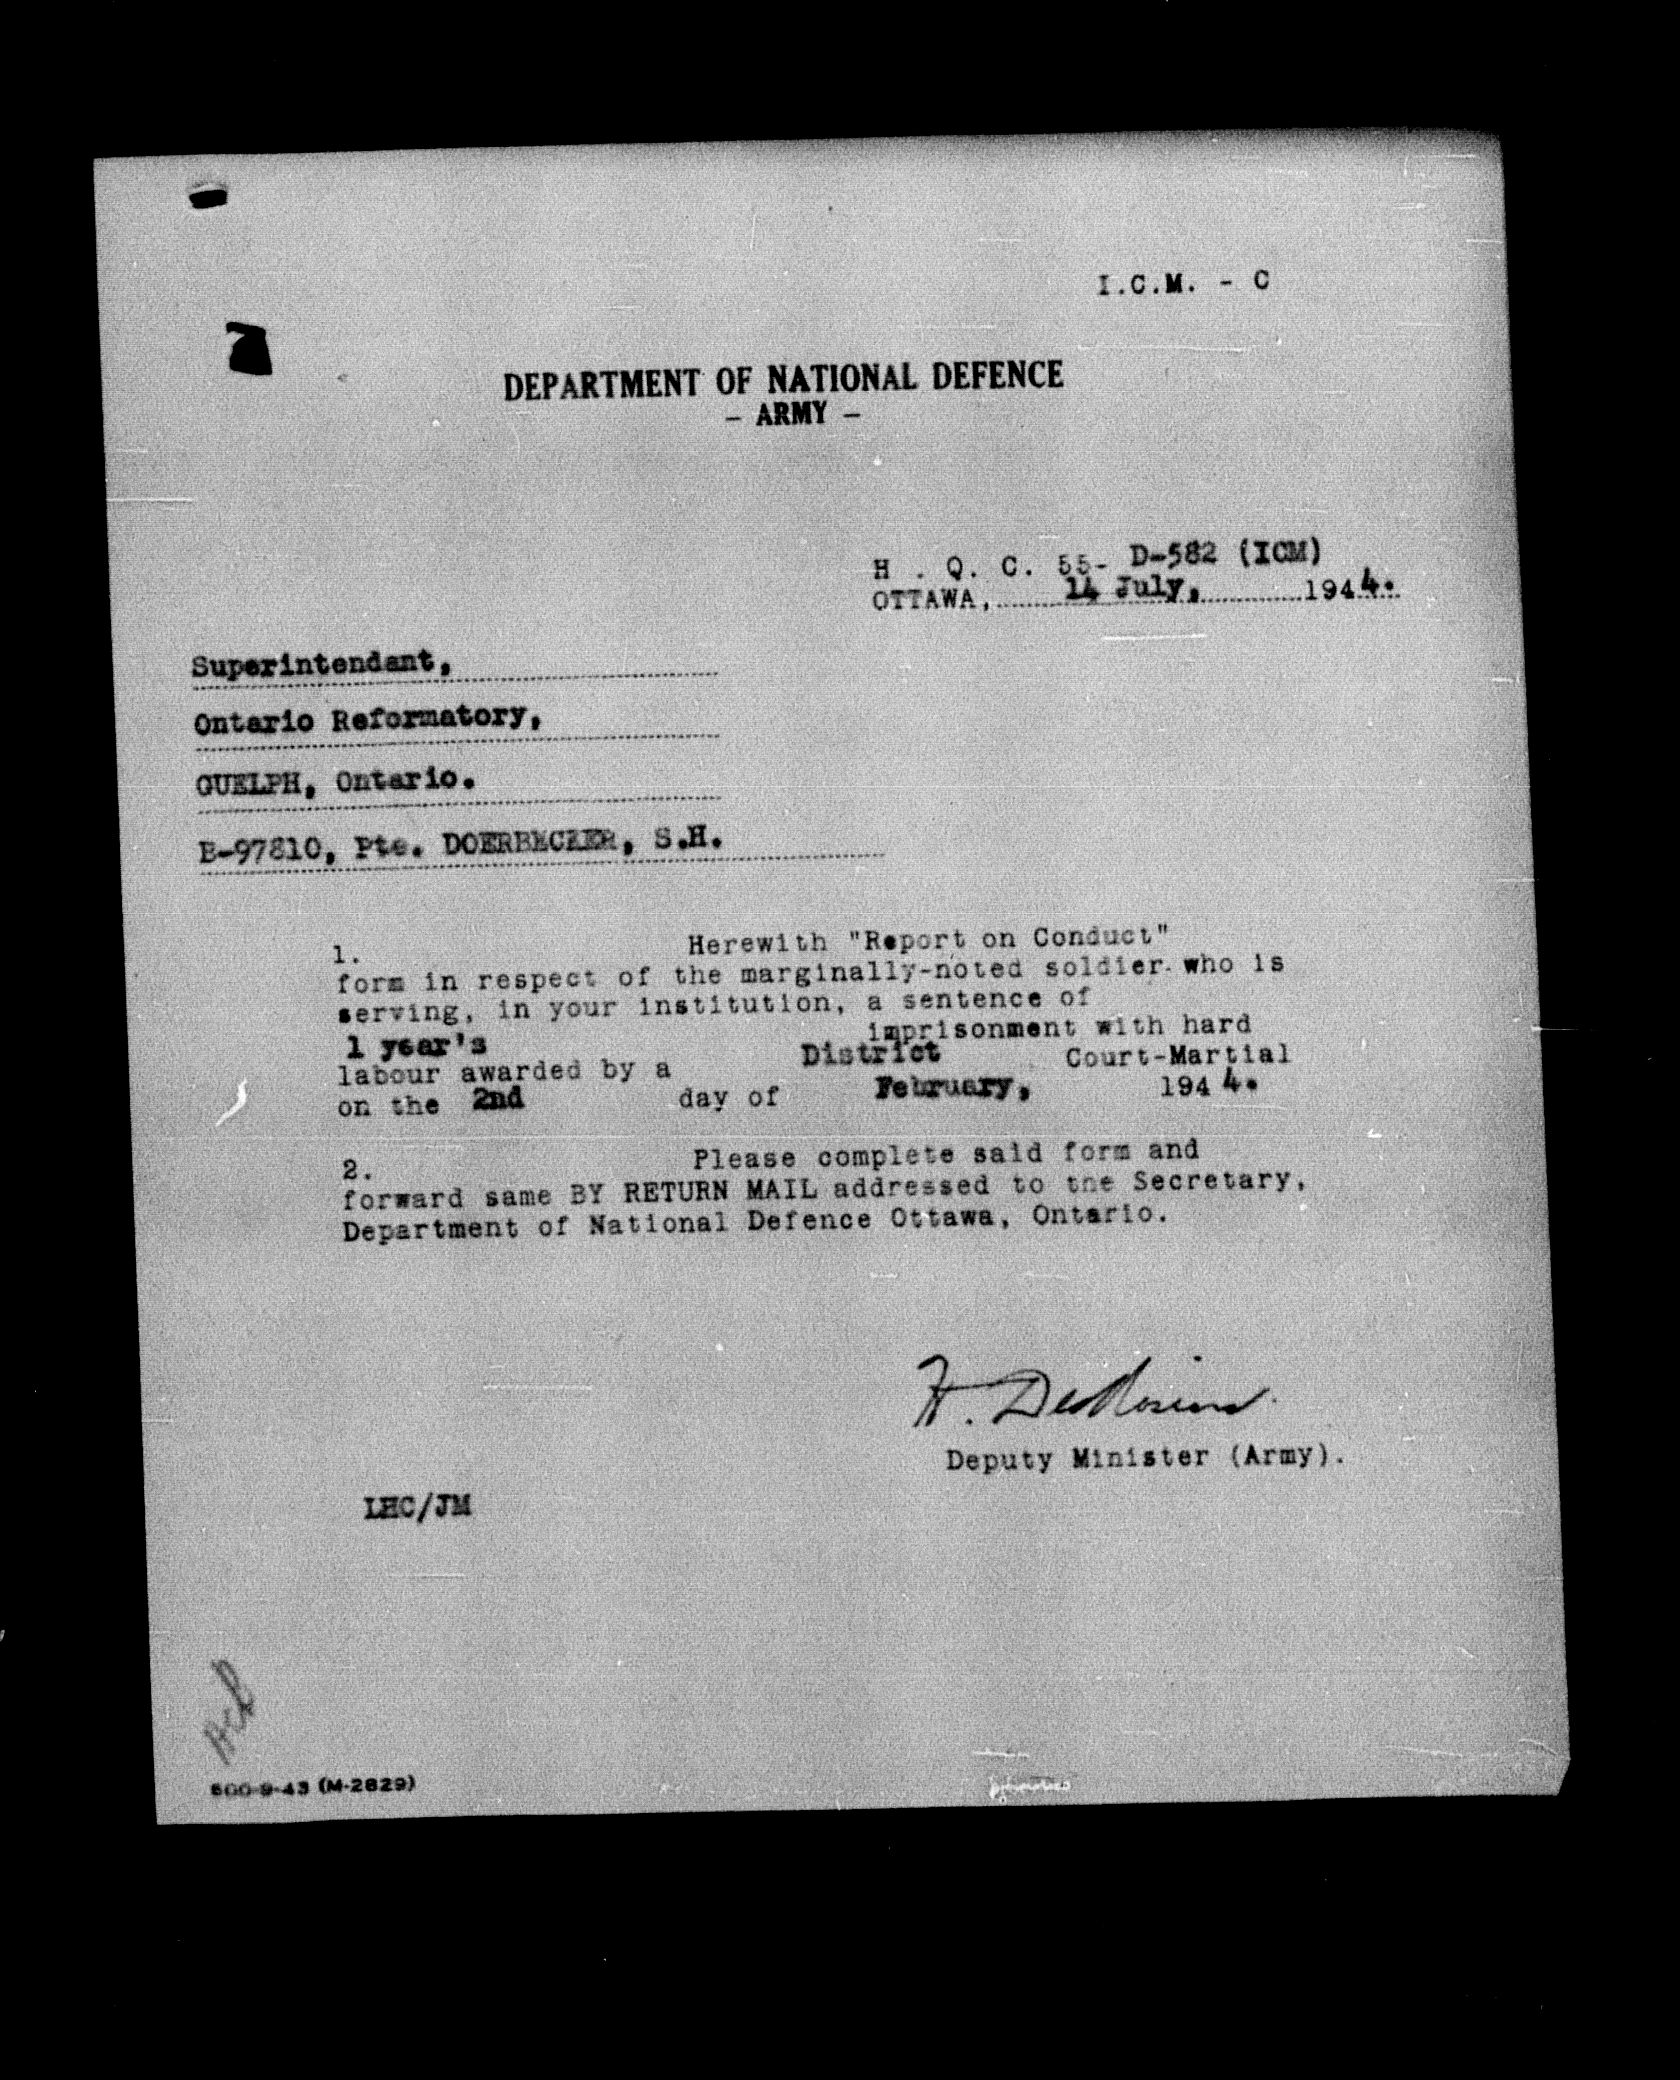 I.C.M. - C
DEPARTMENT OF NATIONAL DEFENCE
- ARMY -
H . Q. C. 55- D-582 (ICM)
OTTAWA, 14 July, 1944.
Superintendant,
Ontario Reformatory,
GUELPH, Ontario.
B-97810, Pte. DOERBECKER, S.H.
1. Herewith "Report on Conduct"
form in respect of the marginally-noted soldier who is
serving, in your institution, a sentence of
1 year's imprisonment with hard
labour awarded by a District Court-Martial
on the 2nd day of February, 1944.
2. Please complete said form and
forward same BY RETURN MAIL addressed to the Secretary,
Department of National Defence Ottawa, Ontario.
H. DesRosiers
Deputy Minister (Army).
LHC/JM
500-9-43 (M-2829)